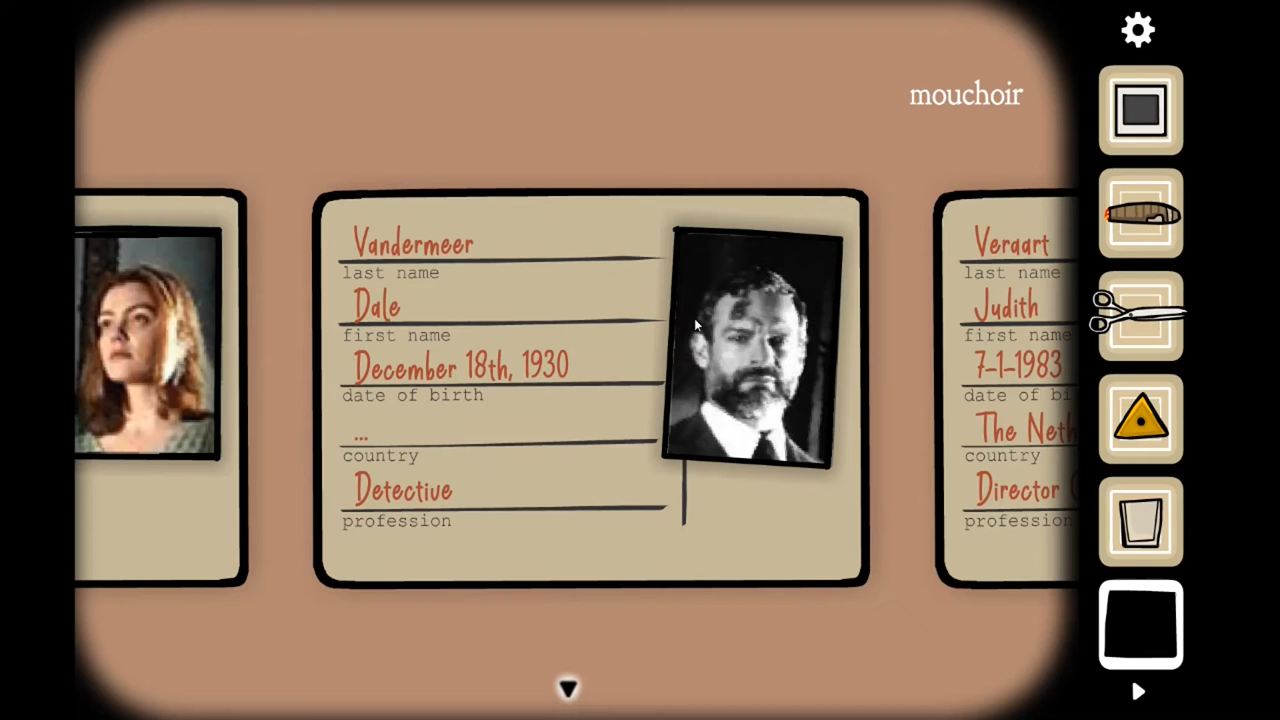 mouchoir
Vandermeer
last name
Dale
first name
December 18th, 1930
date of birth
...
country
Detective
profession
Veraart
last name
Judith
first name
7-1-1983
date of bi
The Neth
country
Director
profession